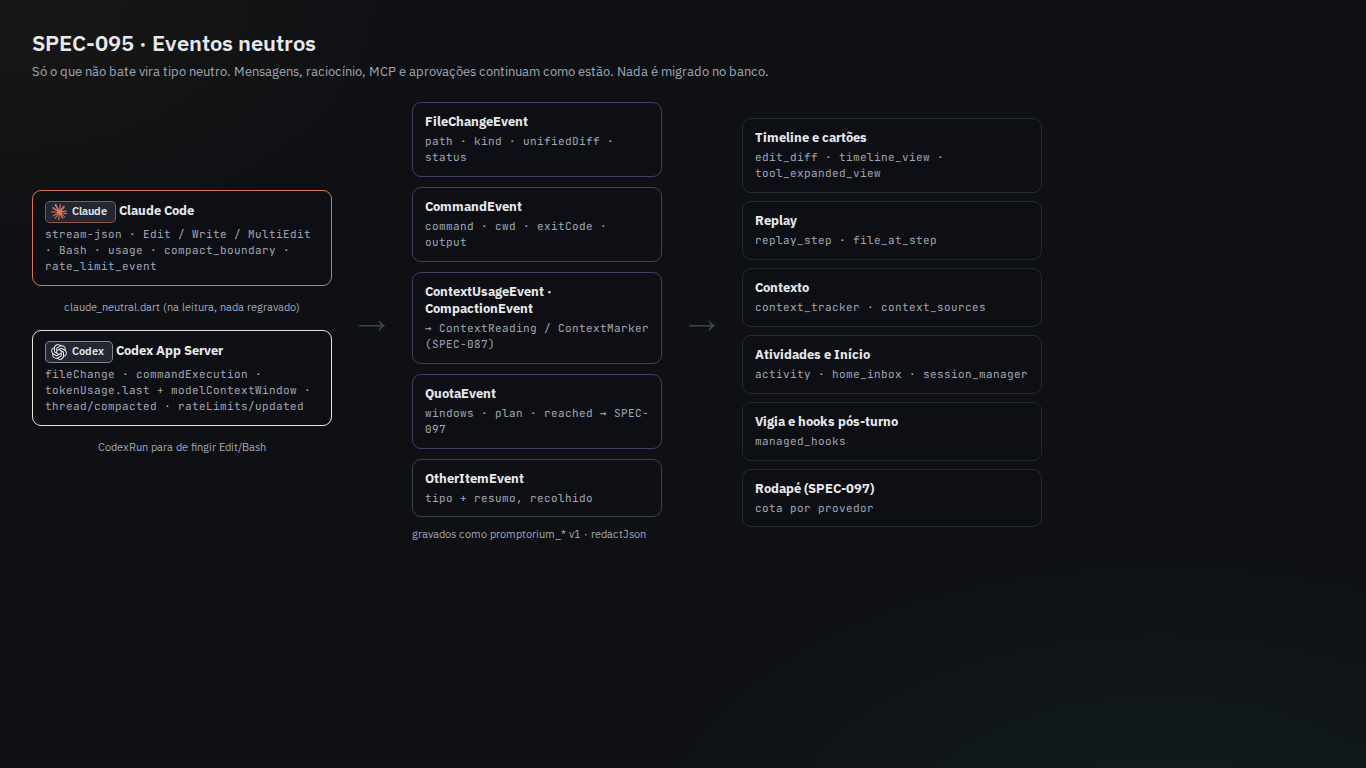 SPEC-095 · Eventos neutros
Só o que não bate vira tipo neutro. Mensagens, raciocínio, MCP e aprovações continuam como estão. Nada é migrado no banco.
Claude Claude Code
stream-json · Edit / Write / MultiEdit
· Bash · usage · compact_boundary ·
rate_limit_event
claude_neutral.dart (na leitura, nada regravado)
Codex Codex App Server
fileChange · commandExecution ·
tokenUsage.last + modelContextWindow ·
thread/compacted · rateLimits/updated
CodexRun para de fingir Edit/Bash
→
FileChangeEvent
path · kind · unifiedDiff ·
status
CommandEvent
command · cwd · exitCode ·
output
ContextUsageEvent ·
CompactionEvent
→ ContextReading / ContextMarker
(SPEC-087)
QuotaEvent
windows · plan · reached → SPEC-
097
OtherItemEvent
tipo + resumo, recolhido
gravados como promptorium_* v1 · redactJson
→
Timeline e cartões
edit_diff · timeline_view ·
tool_expanded_view
Replay
replay_step · file_at_step
Contexto
context_tracker · context_sources
Atividades e Início
activity · home_inbox · session_manager
Vigia e hooks pós-turno
managed_hooks
Rodapé (SPEC-097)
cota por provedor